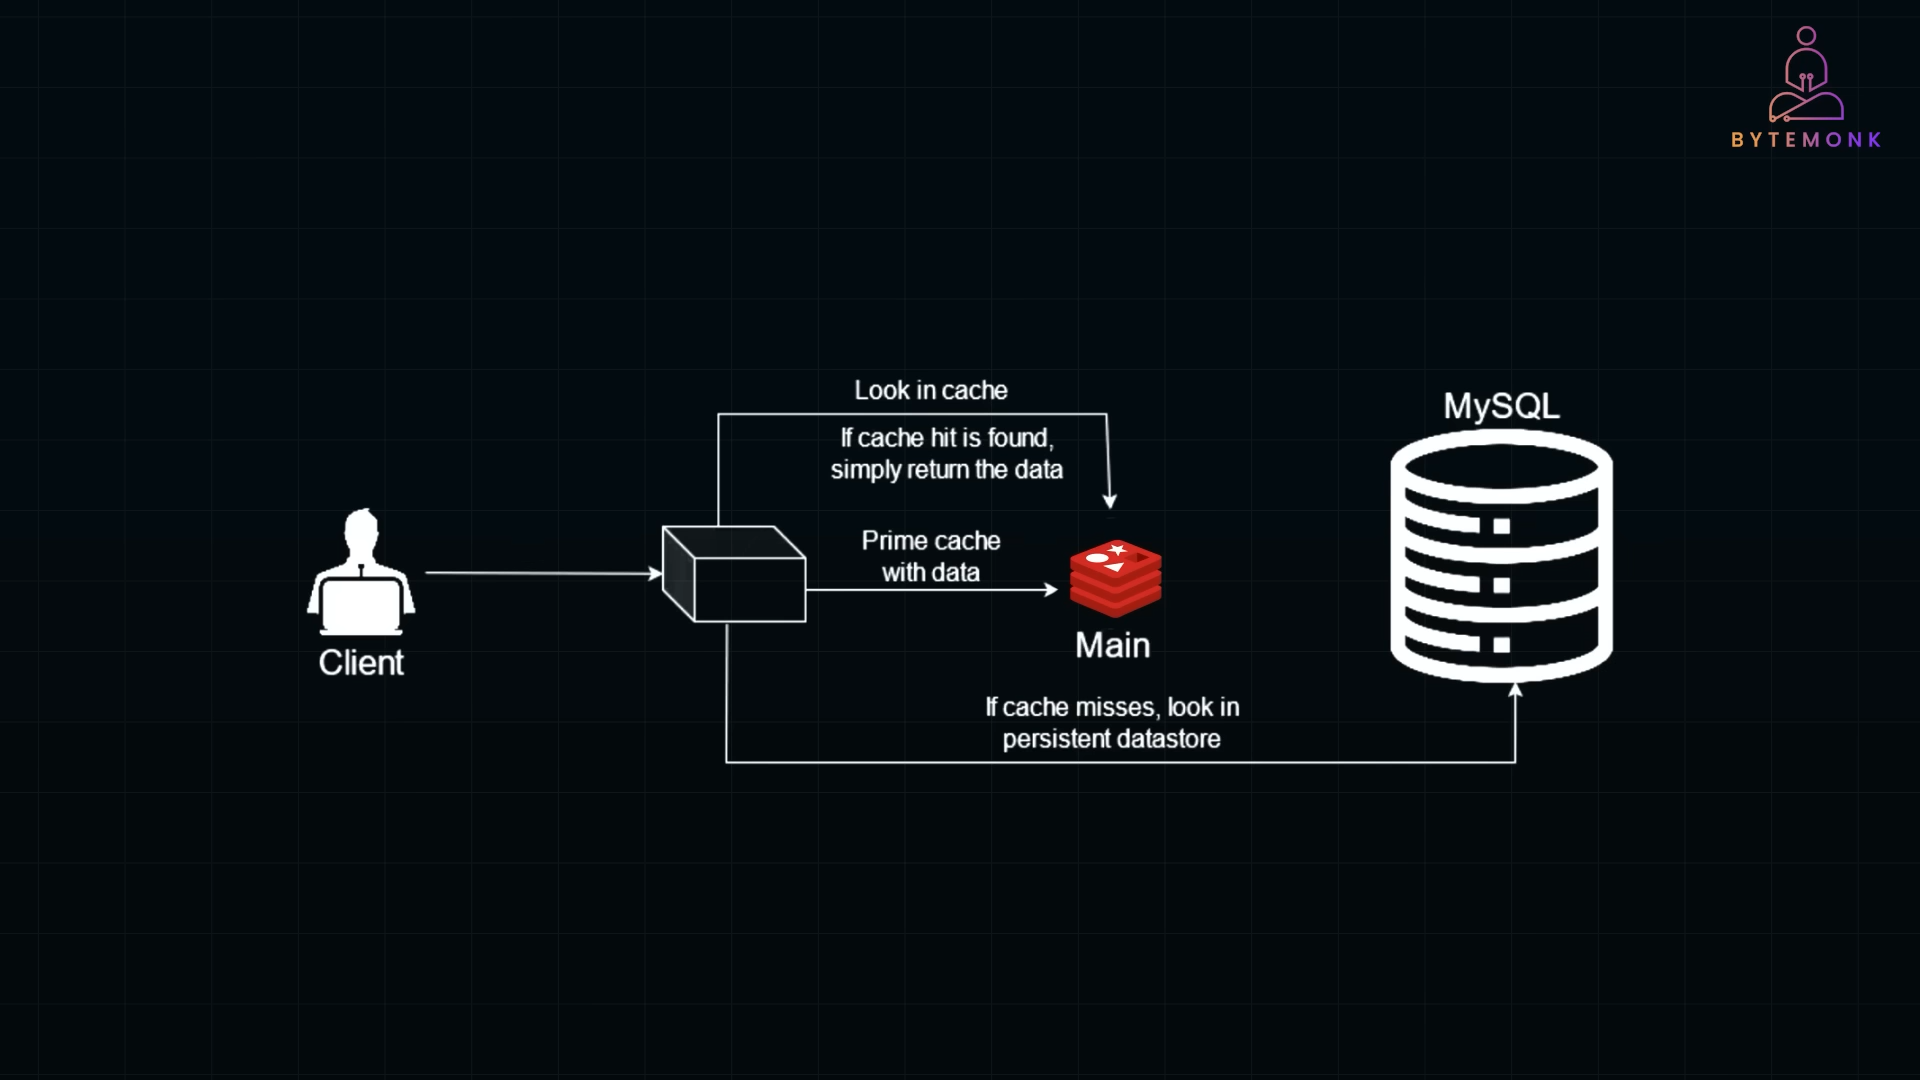 BYTEMONK
Look in cache
If cache hit is found,
simply return the data
MySQL
Prime cache
with data
Client
Main
If cache misses, look in
persistent datastore